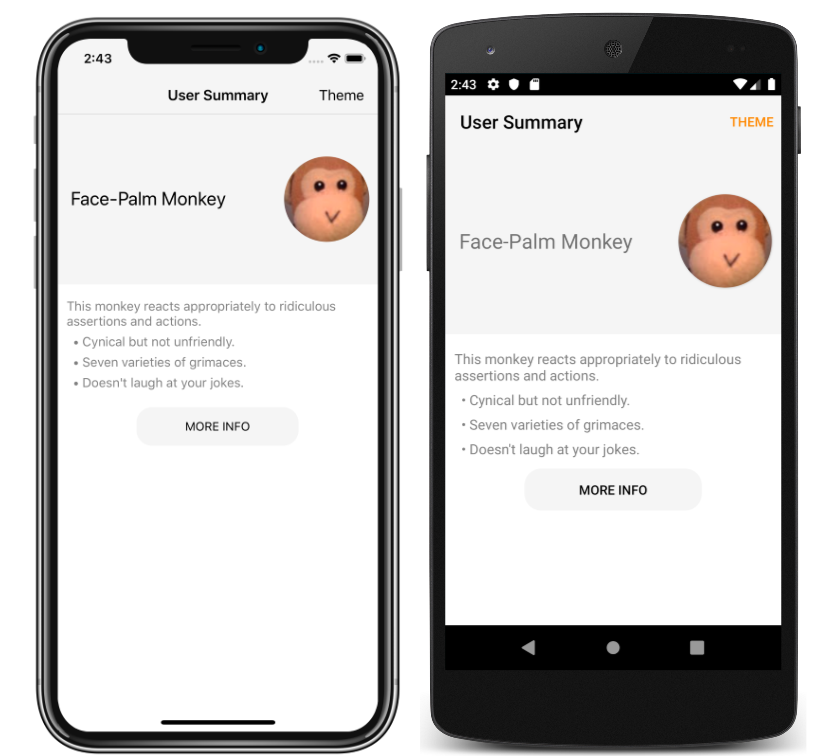 2:43
User Summary
Theme
Face-Palm Monkey
This monkey reacts appropriately to ridiculous
assertions and actions.
• Cynical but not unfriendly.
• Seven varieties of grimaces.
• Doesn't laugh at your jokes.
MORE INFO
2:43
User Summary
THEME
Face-Palm Monkey
This monkey reacts appropriately to ridiculous
assertions and actions.
• Cynical but not unfriendly.
• Seven varieties of grimaces.
• Doesn't laugh at your jokes.
MORE INFO